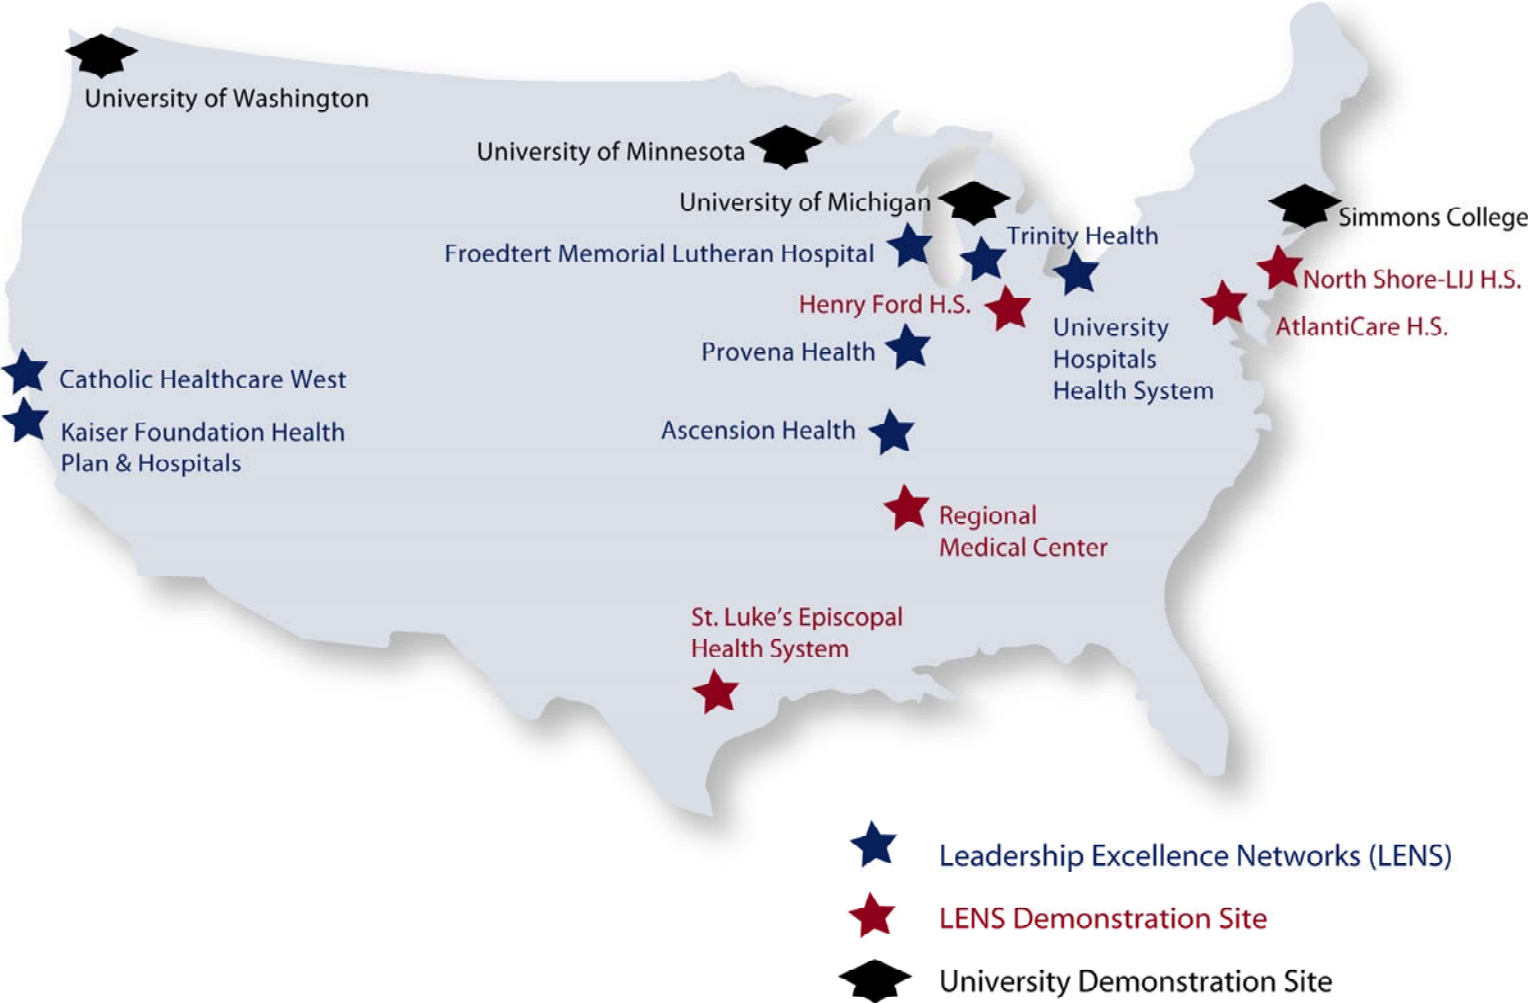 University of Washington
University of Minnesota
University of Michigan
Simmons College
Trinity Health
Froedtert Memorial Lutheran Hospital
North Shore-LIJ H.S.
Henry Ford H.S.
AtlantiCare H.S.
University
Hospitals
Health System
Provena Health
Catholic Healthcare West
Kaiser Foundation Health
Plan & Hospitals
Ascension Health
Regional
Medical Center
St. Luke’s Episcopal
Health System
Leadership Excellence Networks (LENS)
LENS Demonstration Site
University Demonstration Site